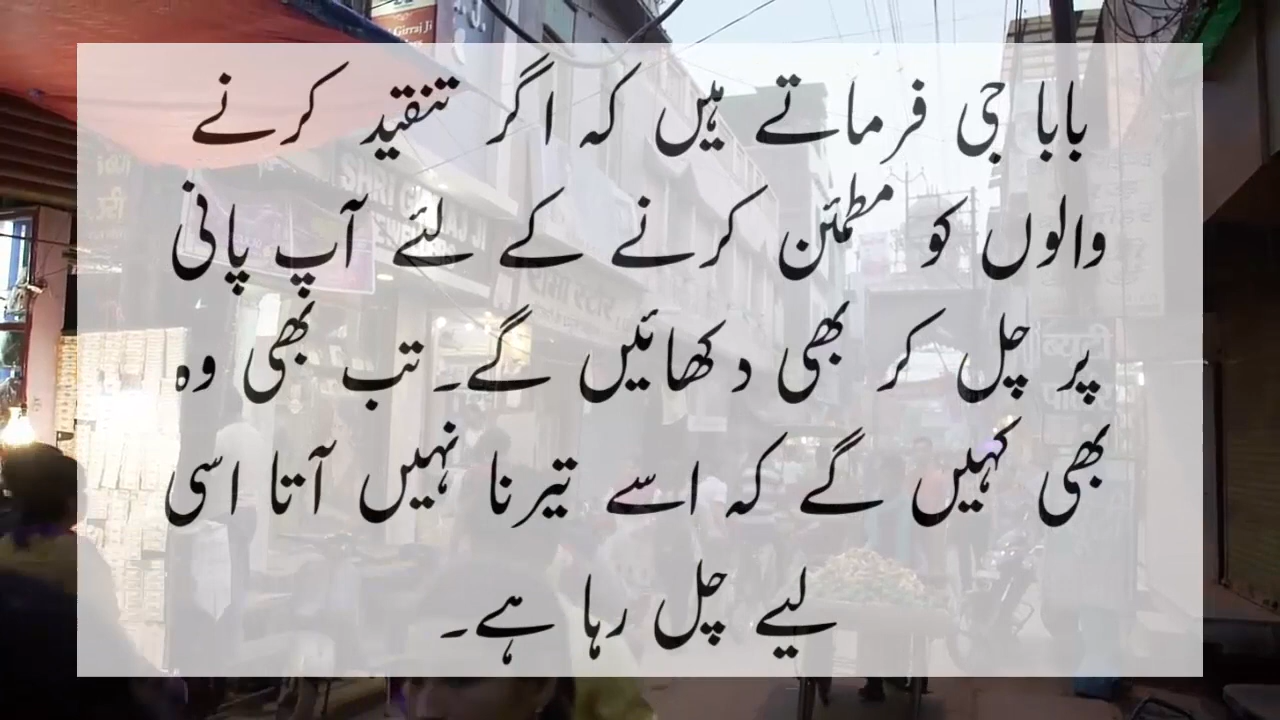 Girraj Ji
بابا جی فرماتے ہیں کہ اگر تنقید کرنے
والوں کو مطمئن کرنے کے لئے آپ پانی
پر چل کر بھی دکھائیں گے۔ تب بھی وہ
بھی کہیں گے کہ اسے تیرنا نہیں آتا اسی
لیے چل رہا ہے۔